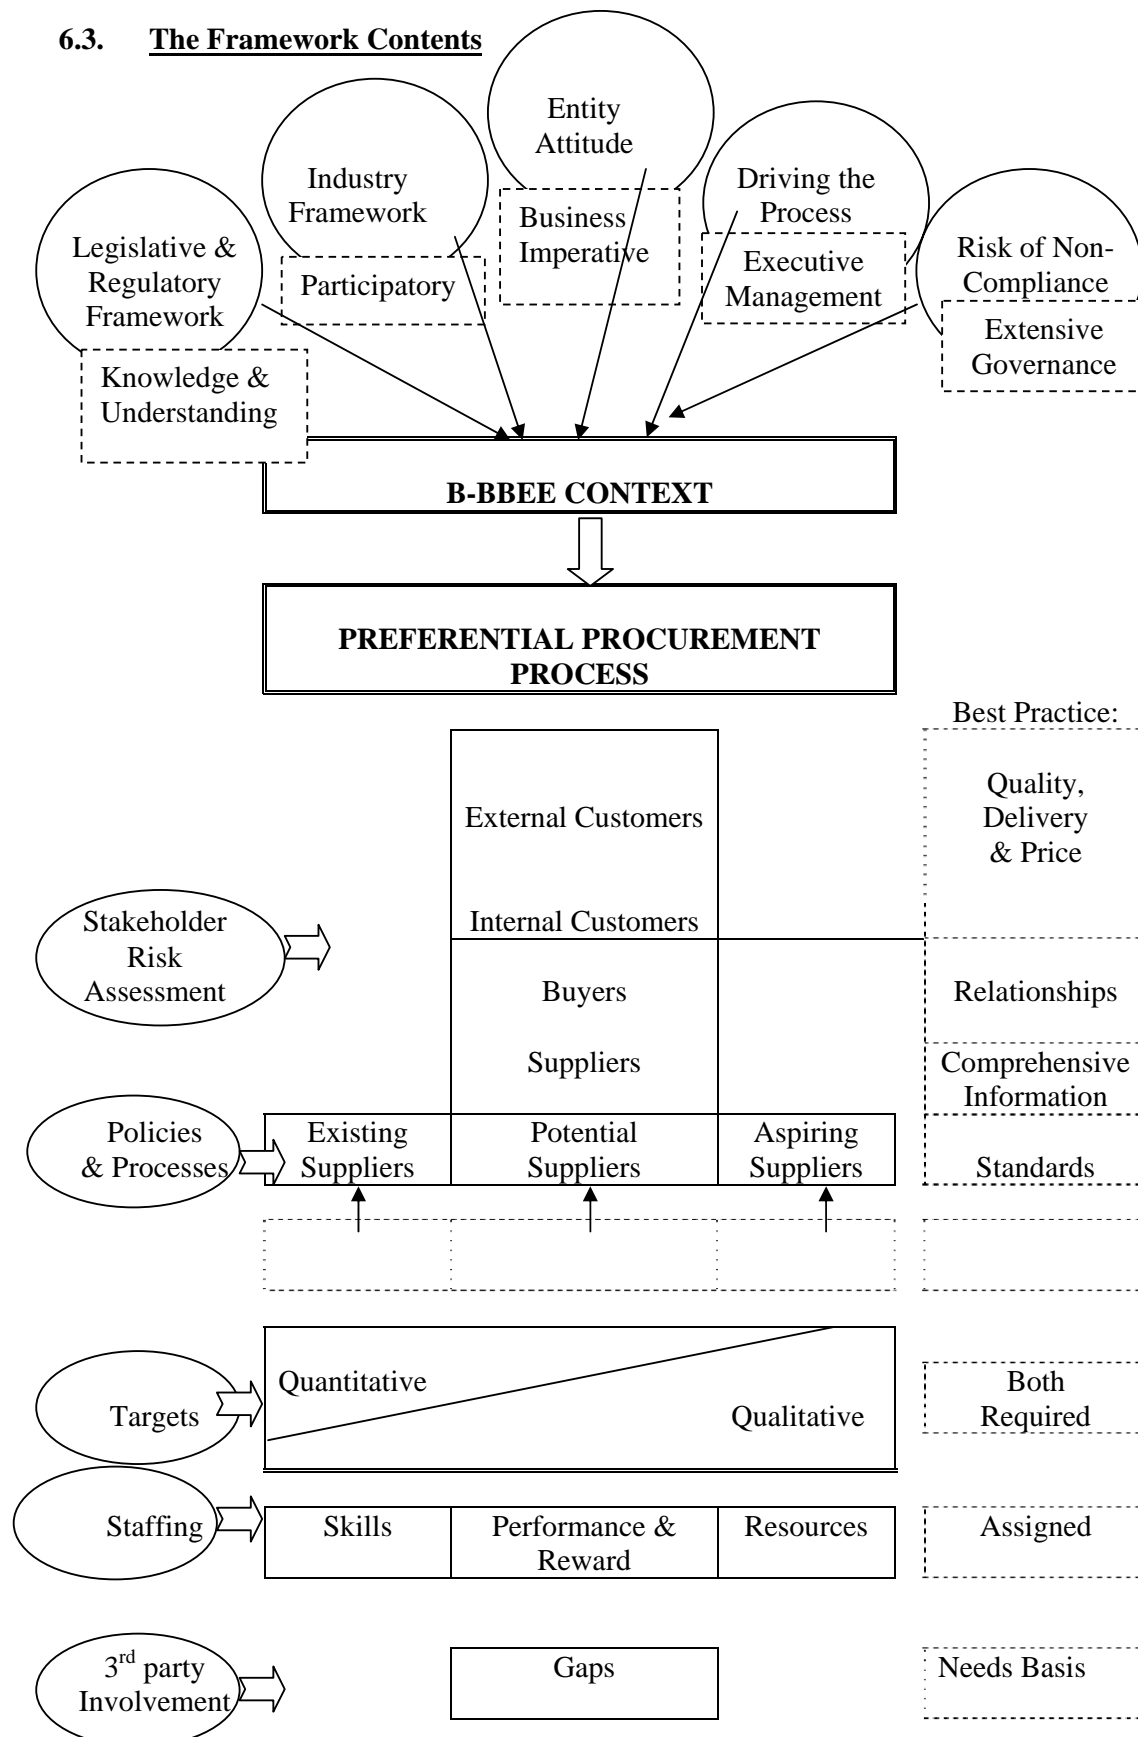 6.3. The Framework Contents
Entity
Attitude
Business
Imperative
Industry
Framework
Participatory
Driving the
Process
Executive
Management
Legislative &
Regulatory
Framework
Knowledge &
Understanding
Risk of Non-
Compliance
Extensive
Governance
B-BBEE CONTEXT
PREFERENTIAL PROCUREMENT
PROCESS
Best Practice:
External Customers
Quality,
Delivery
& Price
Internal Customers
Stakeholder
Risk
Assessment
Buyers
Relationships
Suppliers
Comprehensive
Information
Policies
& Processes
Existing
Suppliers
Potential
Suppliers
Aspiring
Suppliers
Standards
Targets
Quantitative
Qualitative
Both
Required
Staffing
Skills
Performance &
Reward
Resources
Assigned
3rd party
Involvement
Gaps
Needs Basis